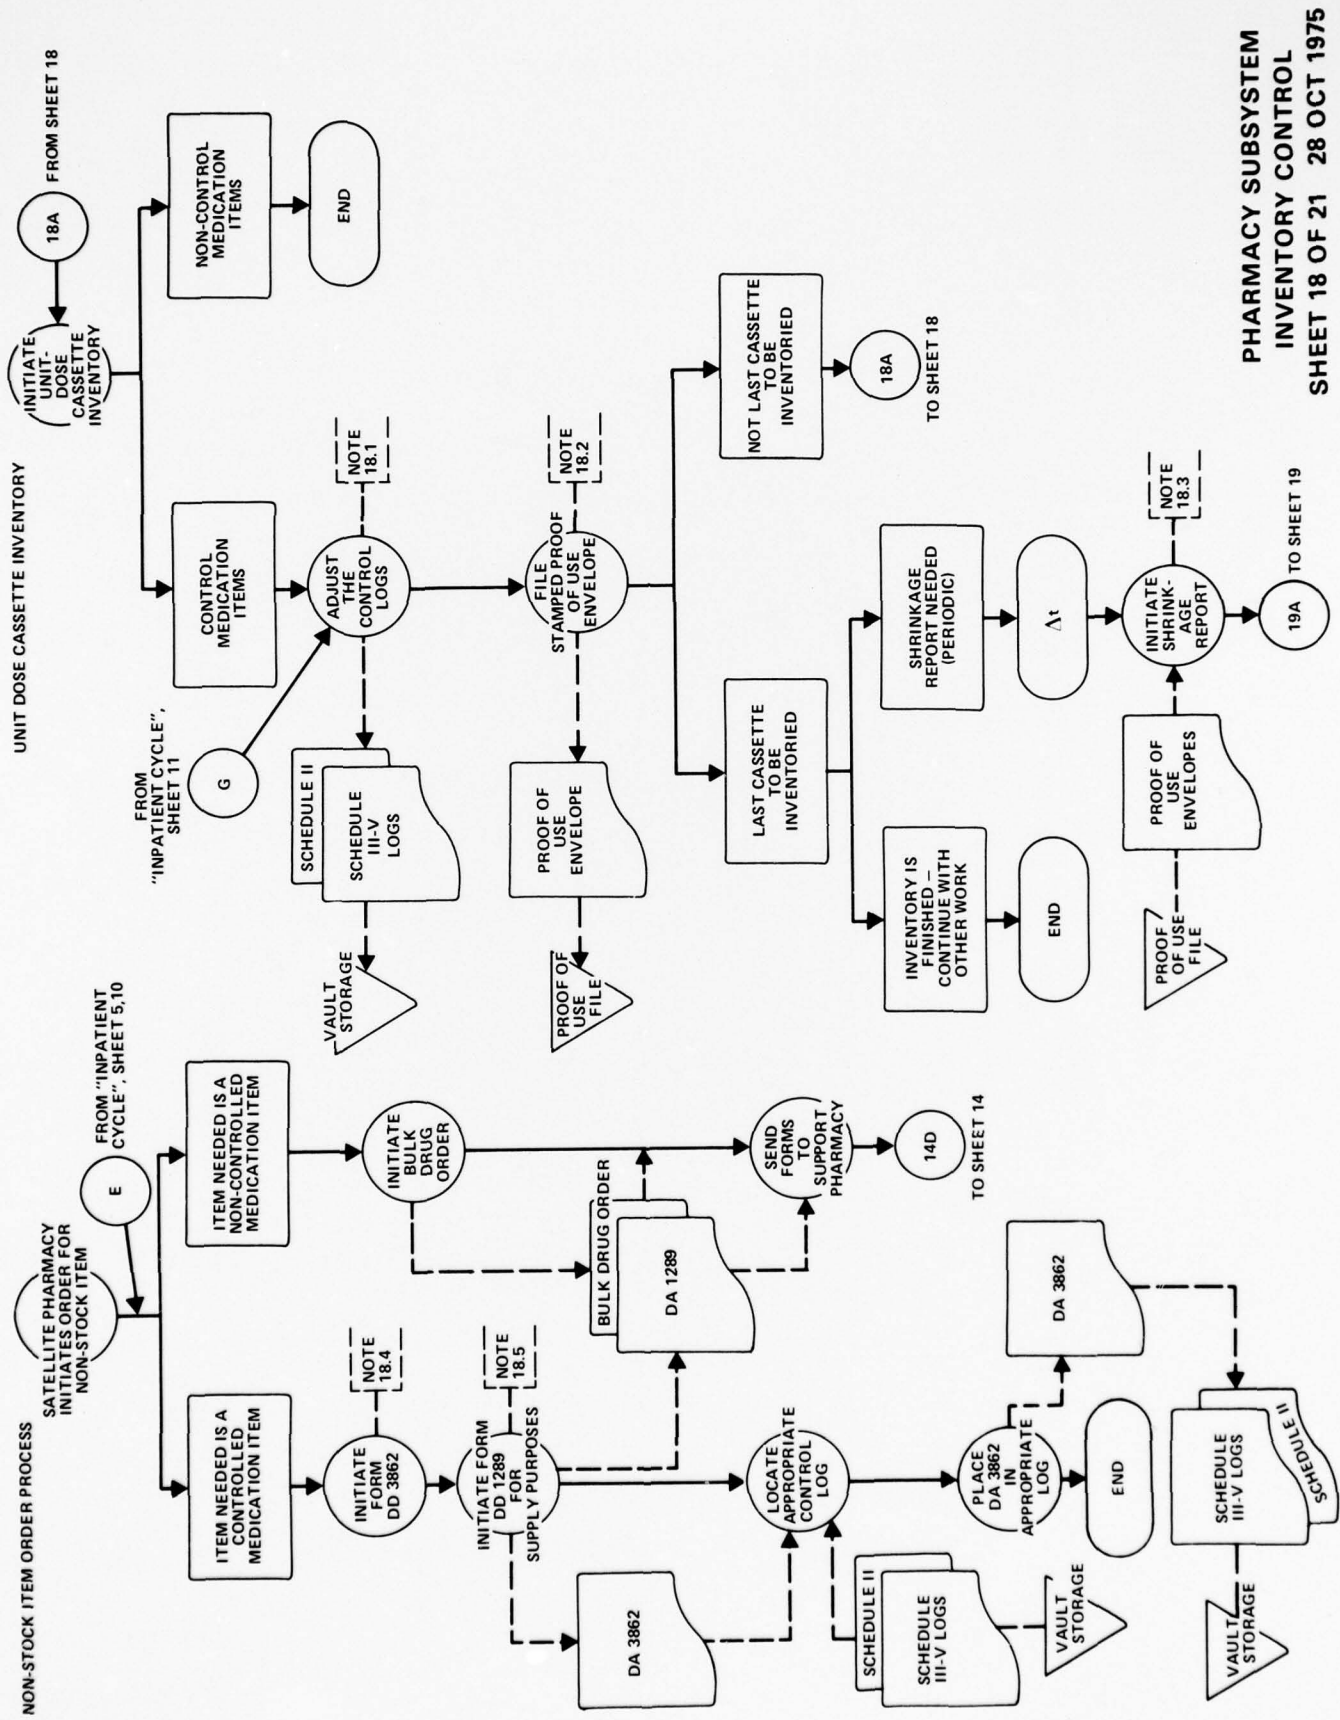 NON-STOCK ITEM ORDER PROCESS
SATELLITE PHARMACY
INITIATES ORDER FOR
NON-STOCK ITEM
E
FROM "INPATIENT
CYCLE", SHEET 5,10
ITEM NEEDED IS A
CONTROLLED
MEDICATION ITEM
ITEM NEEDED IS A
NON-CONTROLLED
MEDICATION ITEM
INITIATE
FORM
DD 3862
NOTE
18.4
INITIATE
BULK
DRUG
ORDER
INITIATE FORM
DD 1289
FOR
SUPPLY PURPOSES
NOTE
18.5
BULK DRUG ORDER
DA 1289
DA 3862
LOCATE
APPROPRIATE
CONTROL
LOG
SEND
FORMS
TO
SUPPORT
PHARMACY
14D
TO SHEET 14
SCHEDULE II
SCHEDULE
III-V LOGS
VAULT
STORAGE
PLACE
DA 3862
IN
APPROPRIATE
LOG
DA 3862
END
SCHEDULE
III-V LOGS
SCHEDULE II
VAULT
STORAGE
UNIT DOSE CASSETTE INVENTORY
INITIATE
UNIT-
DOSE
CASSETTE
INVENTORY
18A
FROM SHEET 18
CONTROL
MEDICATION
ITEMS
NON-CONTROL
MEDICATION
ITEMS
END
FROM
"INPATIENT CYCLE",
SHEET 11
G
ADJUST
THE
CONTROL
LOGS
NOTE
18.1
SCHEDULE II
SCHEDULE
III-V
LOGS
VAULT
STORAGE
FILE
STAMPED PROOF
OF USE
ENVELOPE
NOTE
18.2
PROOF OF
USE
ENVELOPE
PROOF OF
USE
FILE
LAST CASSETTE
TO BE
INVENTORIED
NOT LAST CASSETTE
TO BE
INVENTORIED
18A
TO SHEET 18
INVENTORY IS
FINISHED –
CONTINUE WITH
OTHER WORK
END
SHRINKAGE
REPORT NEEDED
(PERIODIC)
Δt
PROOF
OF USE
FILE
PROOF OF
USE
ENVELOPES
INITIATE
SHRINK-
AGE
REPORT
NOTE
18.3
19A
TO SHEET 19
PHARMACY SUBSYSTEM
INVENTORY CONTROL
SHEET 18 OF 21 28 OCT 1975